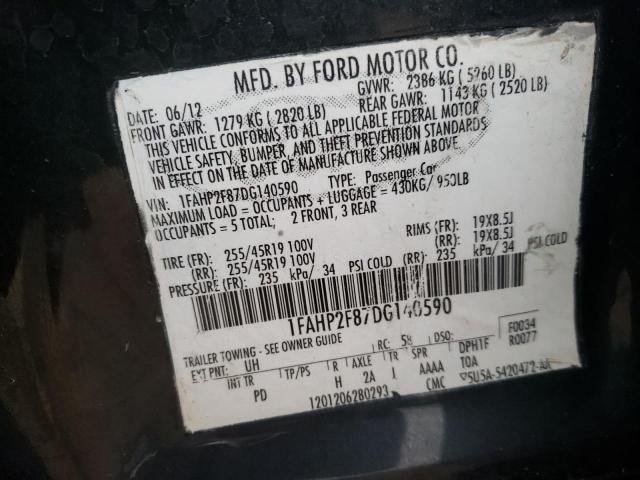 MFD. BY FORD MOTOR CO.
DATE: 06/12 GVWR: 2386 KG ( 5260 LB)
FRONT GAWR: 1279 KG ( 2820 LB) REAR GAWR: 1143 KG ( 2520 LB)
THIS VEHICLE CONFORMS TO ALL APPLICABLE FEDERAL MOTOR
VEHICLE SAFETY, BUMPER, AND THEFT PREVENTION STANDARDS
IN EFFECT ON THE DATE OF MANUFACTURE SHOWN ABOVE.
VIN: 1FAHP2F87DG140590 TYPE: Passenger Car
MAXIMUM LOAD = OCCUPANTS + LUGGAGE = 430KG/ 950LB
OCCUPANTS = 5 TOTAL; 2 FRONT, 3 REAR
TIRE (FR): 255/45R19 100V RIMS (FR): 19X8.5J
(RR): 255/45R19 100V (RR): 19X8.5J
PRESSURE (FR): 235 kPa/ 34 PSI COLD (RR): 235 kPa/ 34 PSI COLD
1FAHP2F87DG140590
TRAILER TOWING - SEE OWNER GUIDE RC: 58 DSO: F0034
EXT PNT: UH DPH1F R0077
INT TR TP/PS R AXLE TR SPR TOA
PD H 2A I AAAA
1201206280293 CMC 5U5A-5420472-AA